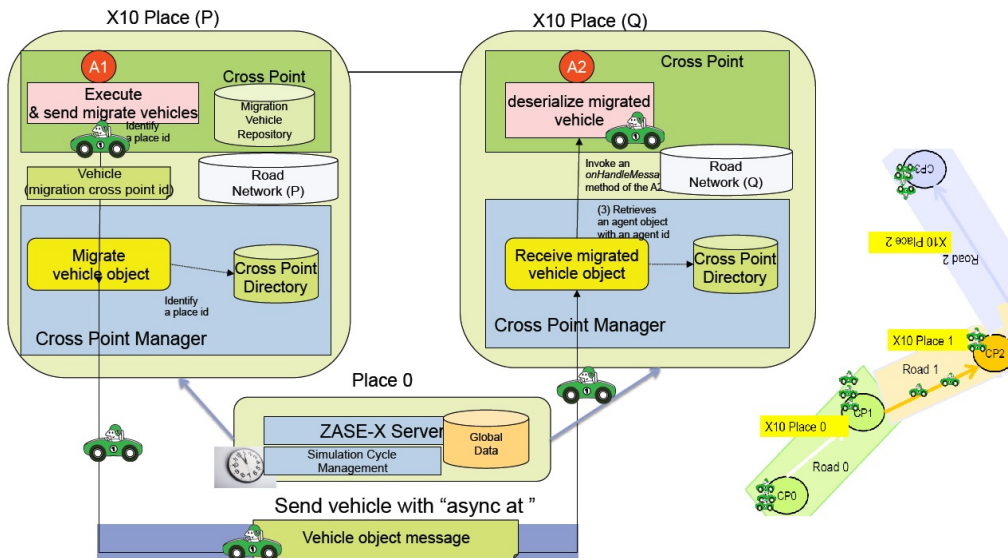 X10 Place (P)
A1
Execute
& send migrate vehicles
Cross Point
Migration
Vehicle
Repository
Identify
a place id
Vehicle
(migration cross point id)
Road
Network (P)
Migrate
vehicle object
Cross Point
Directory
Identify
a place id
Cross Point Manager
X10 Place (Q)
A2
Cross Point
deserialize migrated
vehicle
Invoke an
onHandleMessa
method of the A2
Road
Network (Q)
(3) Retrieves
an agent object
with an agent id
Receive migrated
vehicle object
Cross Point
Directory
Cross Point Manager
Place 0
ZASE-X Server
Simulation Cycle
Management
Global
Data
Send vehicle with “async at ”
Vehicle object message
CP3
X10 Place 2
Road 2
X10 Place 1
CP2
Road 1
X10 Place 0
CP1
Road 0
CP0